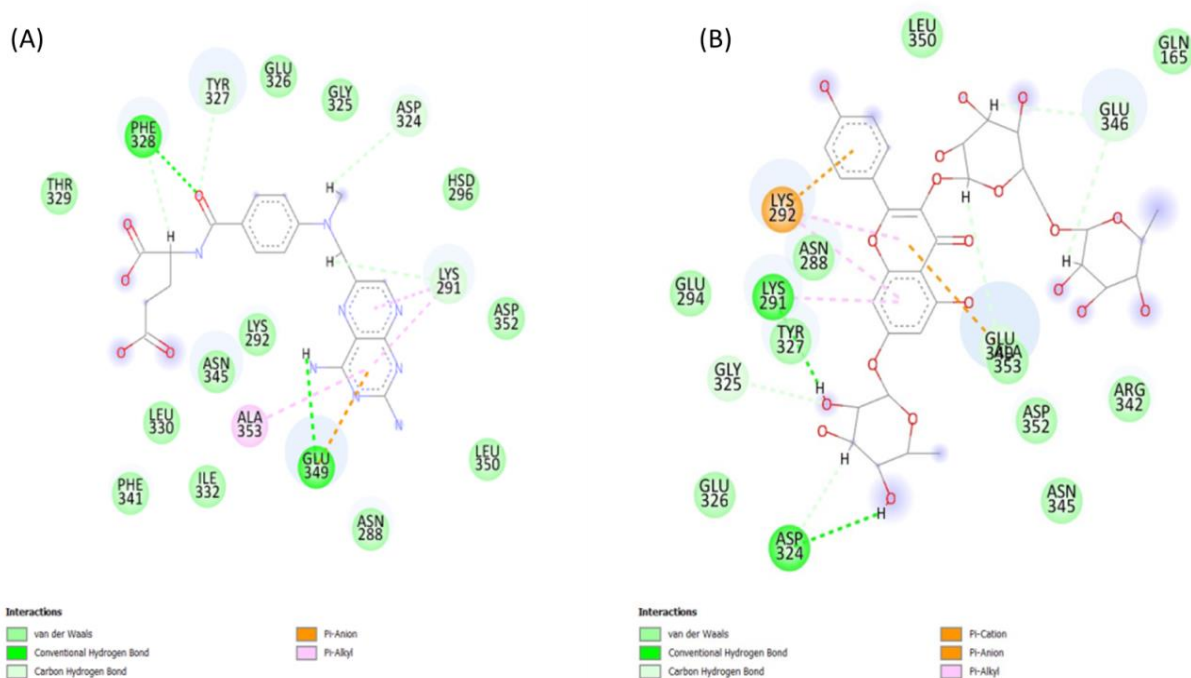 (A)
GLU
326
TYR
327
GLY
325
ASP
324
PHE
328
THR
329
HSD
296
H
O
N
O
H
O
N
H
LYS
291
N
N
ASP
352
LYS
292
O
O
ASN
345
H
N
N
N
N
LEU
330
ALA
353
GLU
349
LEU
350
PHE
341
ILE
332
ASN
288
Interactions
van der Waals
Conventional Hydrogen Bond
Carbon Hydrogen Bond
Pi-Anion
Pi-Alkyl
(B)
LEU
350
GLN
165
O
O
H
O
GLU
346
O
O
LYS
292
O
O
H
O
O
O
O
O
H
O
O
O
ASN
288
GLU
294
LYS
291
O
TYR
327
GLU
ALA
353
GLY
325
O
H
O
O
O
H
O
H
ARG
342
ASP
352
GLU
326
ASN
345
ASP
324
Interactions
van der Waals
Conventional Hydrogen Bond
Carbon Hydrogen Bond
Pi-Cation
Pi-Anion
Pi-Alkyl